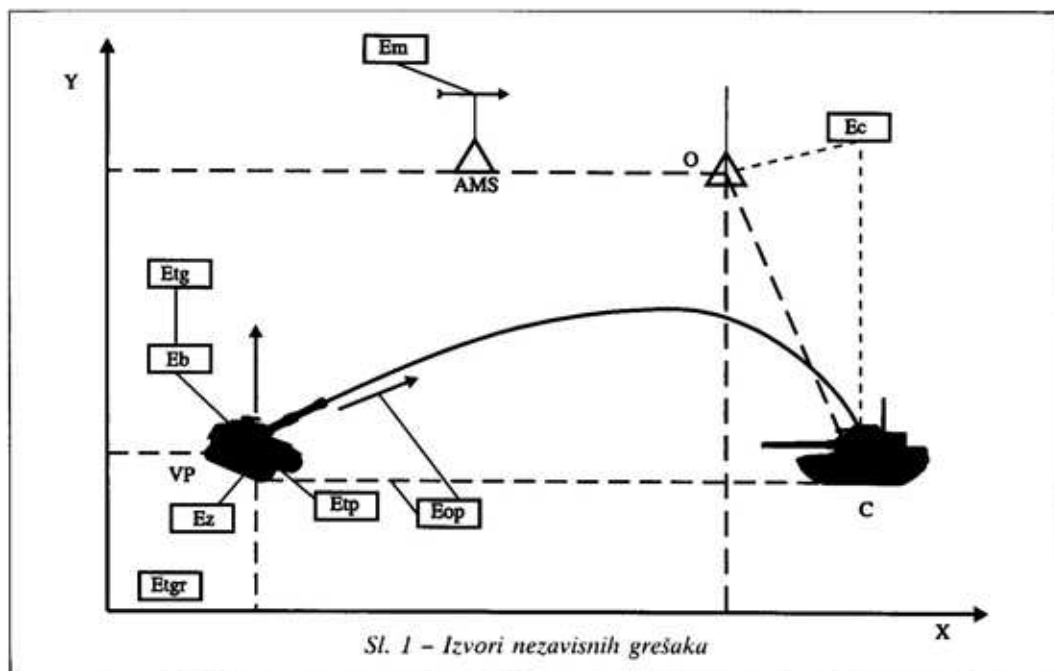 Em
Y
Ec
O
AMS
Etg
Eb
VP
Etp
Eop
Ez
C
Etgr
X
Sl. 1 – Izvori nezavisnih grešaka